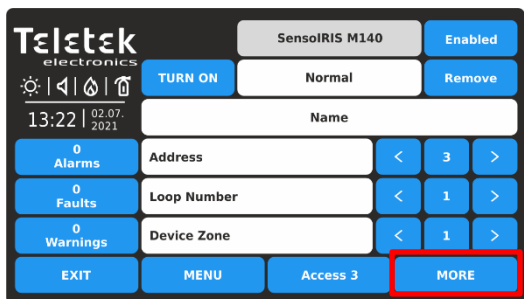 Teletek
electronics
SensoIRIS M140
Enabled
TURN ON
Normal
Remove
13:22
02.07.
2021
Name
0
Alarms
Address
<
3
>
0
Faults
Loop Number
<
1
>
0
Warnings
Device Zone
<
1
>
EXIT
MENU
Access 3
MORE